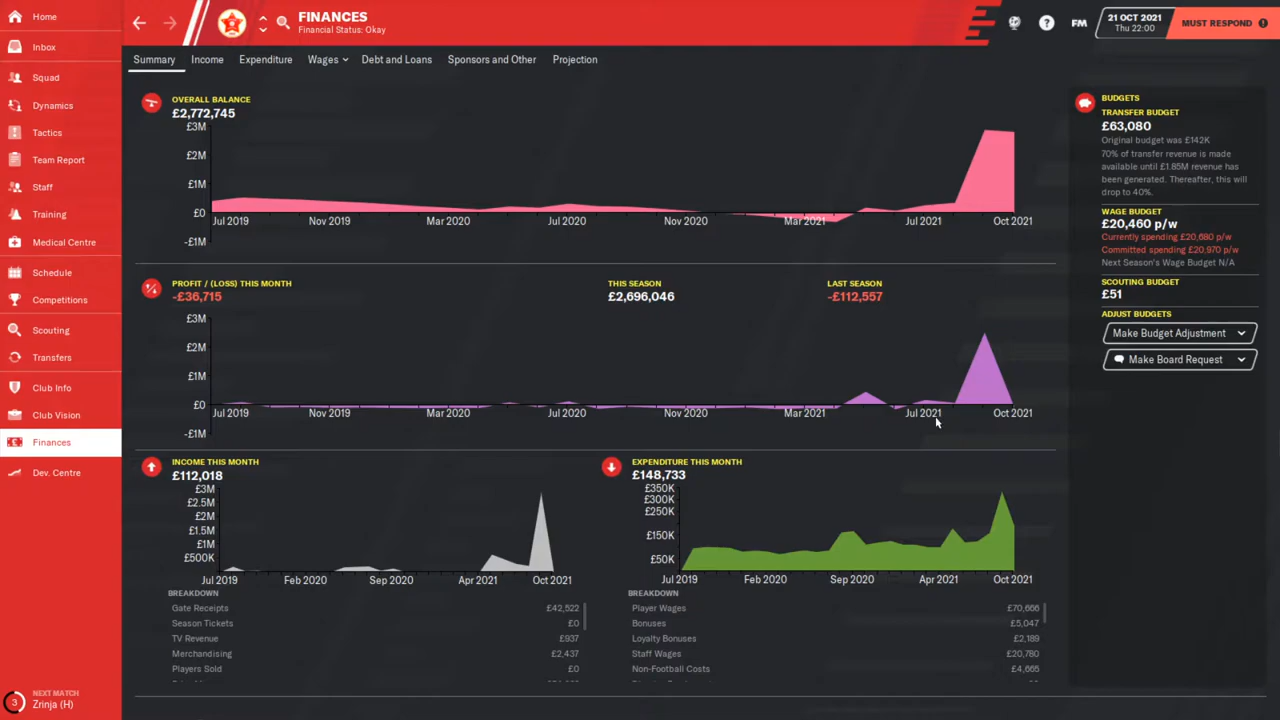 Home
Inbox
Squad
Dynamics
Tactics
Team Report
Staff
Training
Medical Centre
Schedule
Competitions
Scouting
Transfers
Club Info
Club Vision
Finances
Dev. Centre
3
NEXT MATCH
Zrinja (H)
FINANCES
Financial Status: Okay
?
FM
21 OCT 2021
Thu 22:00
MUST RESPOND
Summary
Income
Expenditure
Wages
Debt and Loans
Sponsors and Other
Projection
OVERALL BALANCE
£2,772,745
£3M
£2M
£1M
£0
-£1M
Jul 2019
Nov 2019
Mar 2020
Jul 2020
Nov 2020
Mar 2021
Jul 2021
Oct 2021
PROFIT / (LOSS) THIS MONTH
-£36,715
THIS SEASON
£2,696,046
LAST SEASON
-£112,557
£3M
£2M
£1M
£0
-£1M
Jul 2019
Nov 2019
Mar 2020
Jul 2020
Nov 2020
Mar 2021
Jul 2021
Oct 2021
INCOME THIS MONTH
£112,018
£3M
£2.5M
£2M
£1.5M
£1M
£500K
Jul 2019
Feb 2020
Sep 2020
Apr 2021
Oct 2021
BREAKDOWN
Gate Receipts £42,522
Season Tickets £0
TV Revenue £937
Merchandising £2,437
Players Sold £0
EXPENDITURE THIS MONTH
£148,733
£350K
£300K
£250K
£150K
£50K
Jul 2019
Feb 2020
Sep 2020
Apr 2021
Oct 2021
BREAKDOWN
Player Wages £70,666
Bonuses £5,047
Loyalty Bonuses £2,189
Staff Wages £20,780
Non-Football Costs £4,665
BUDGETS
TRANSFER BUDGET
£63,080
Original budget was £142K
70% of transfer revenue is made
available until £1.85M revenue has
been generated. Thereafter, this will
drop to 40%.
WAGE BUDGET
£20,460 p/w
Currently spending £20,680 p/w
Committed spending £20,970 p/w
Next Season's Wage Budget N/A
SCOUTING BUDGET
£51
ADJUST BUDGETS
Make Budget Adjustment
Make Board Request